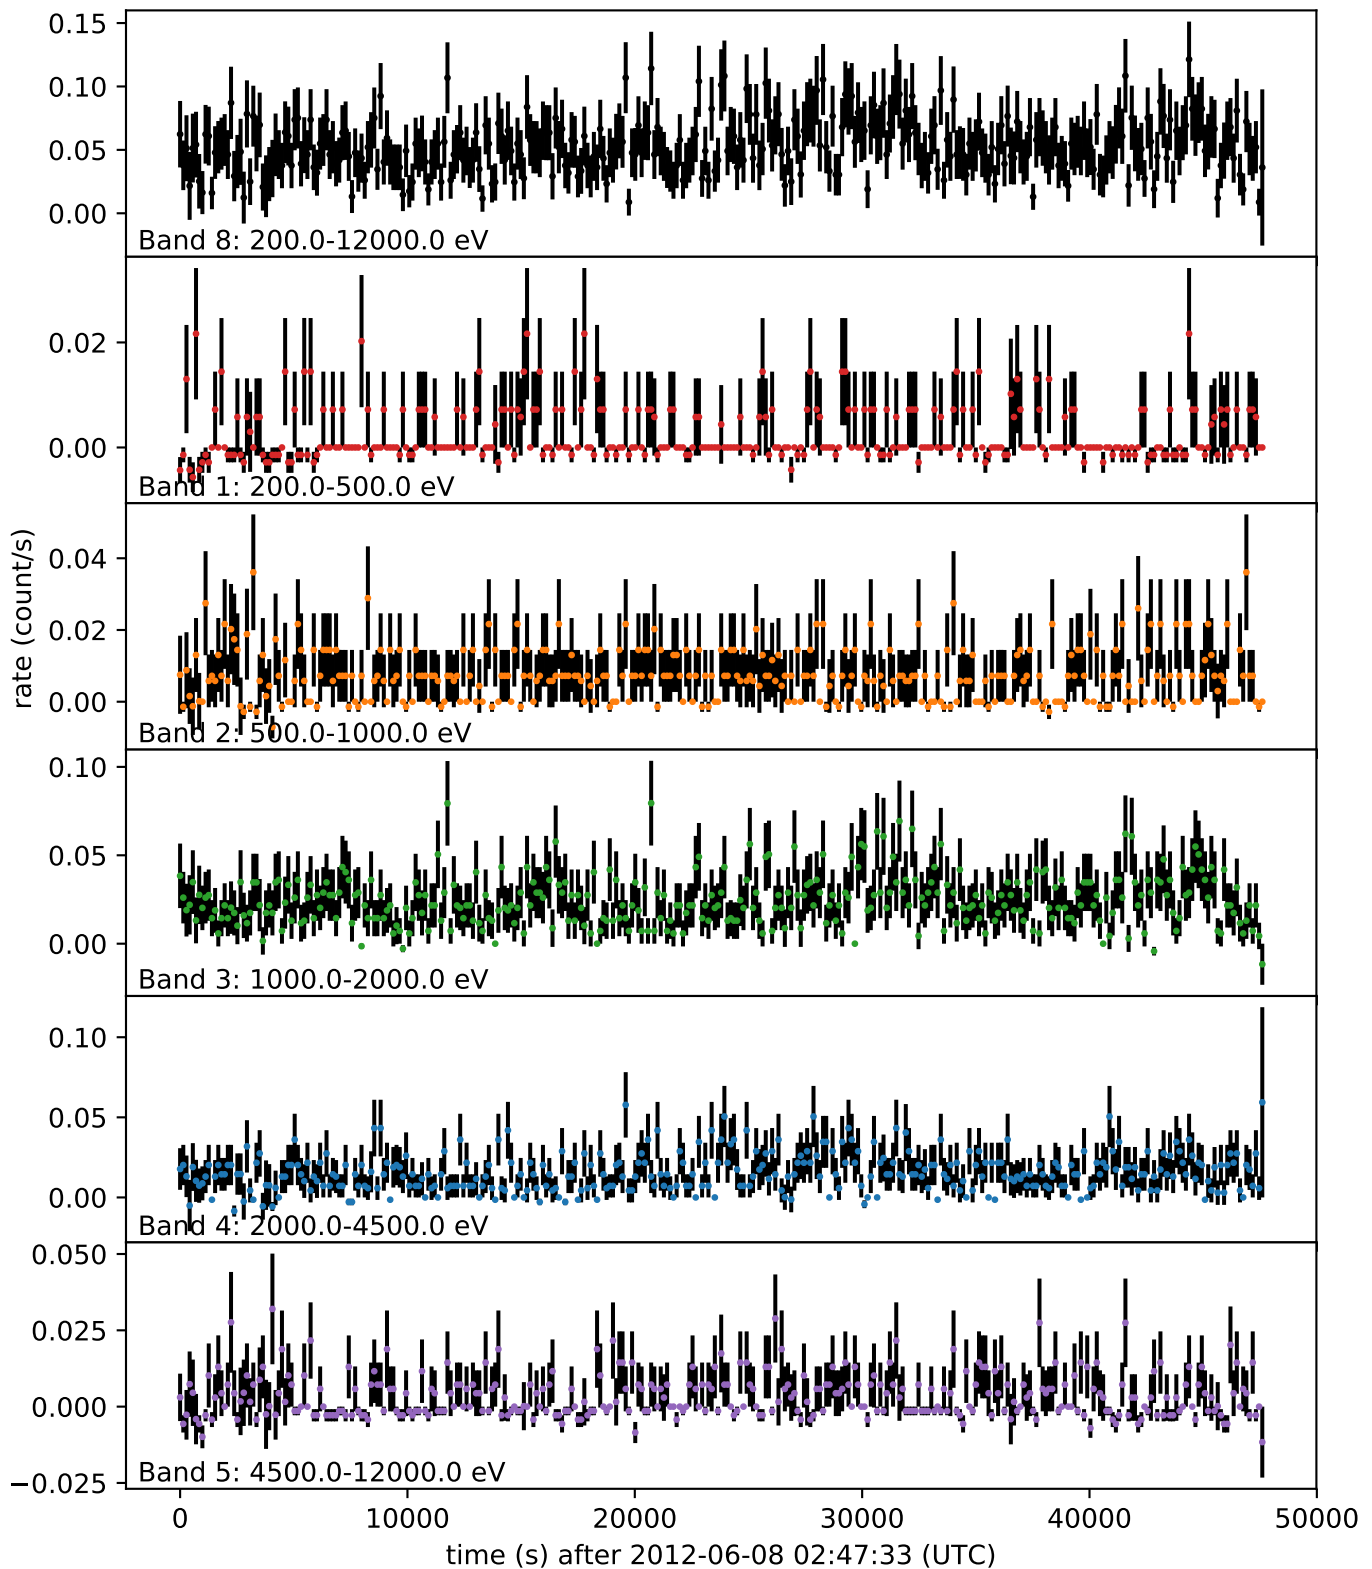 0.15
0.10
0.05
0.00
Band 8: 200.0-12000.0 eV
0.02
0.00
Band 1: 200.0-500.0 eV
rate (count/s)
0.04
0.02
0.00
Band 2: 500.0-1000.0 eV
0.10
0.05
0.00
Band 3: 1000.0-2000.0 eV
0.10
0.05
0.00
Band 4: 2000.0-4500.0 eV
0.050
0.025
0.000
−0.025
Band 5: 4500.0-12000.0 eV
0 10000 20000 30000 40000 50000
time (s) after 2012-06-08 02:47:33 (UTC)